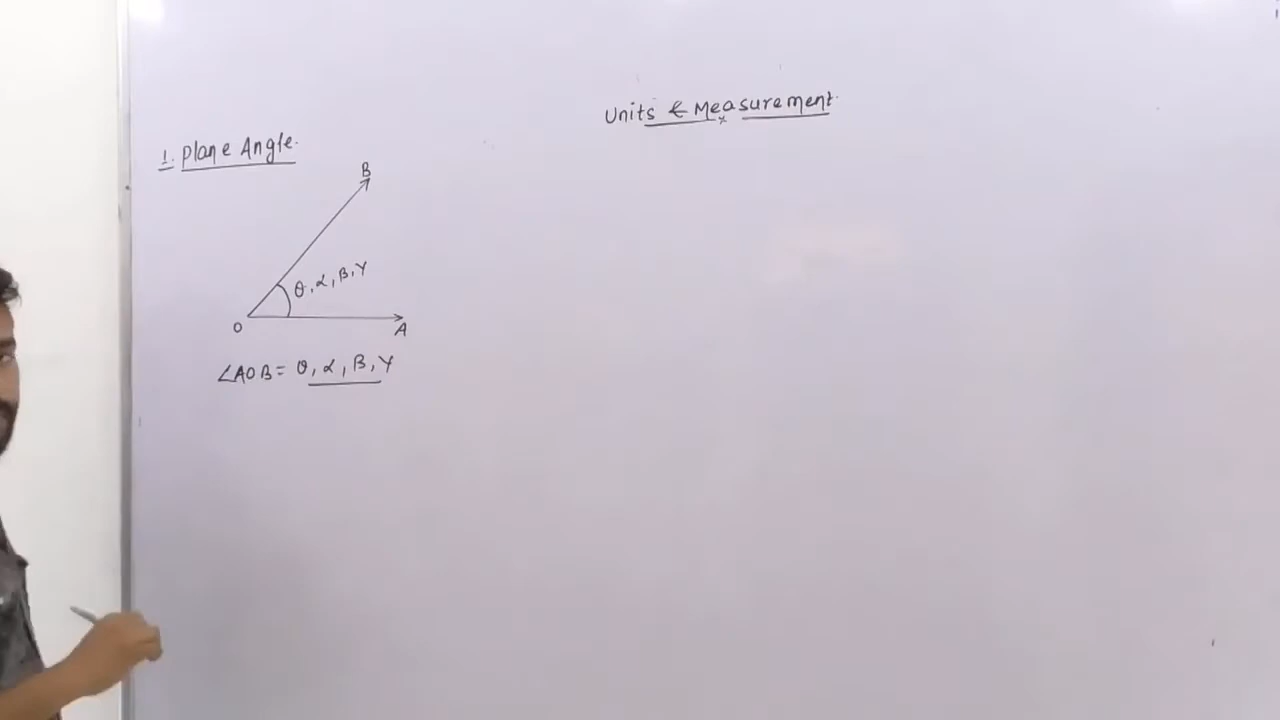 Units & Measurement
1. Plane Angle.
B
θ, α, β, γ
O
A
∠AOB = θ, α, β, γ